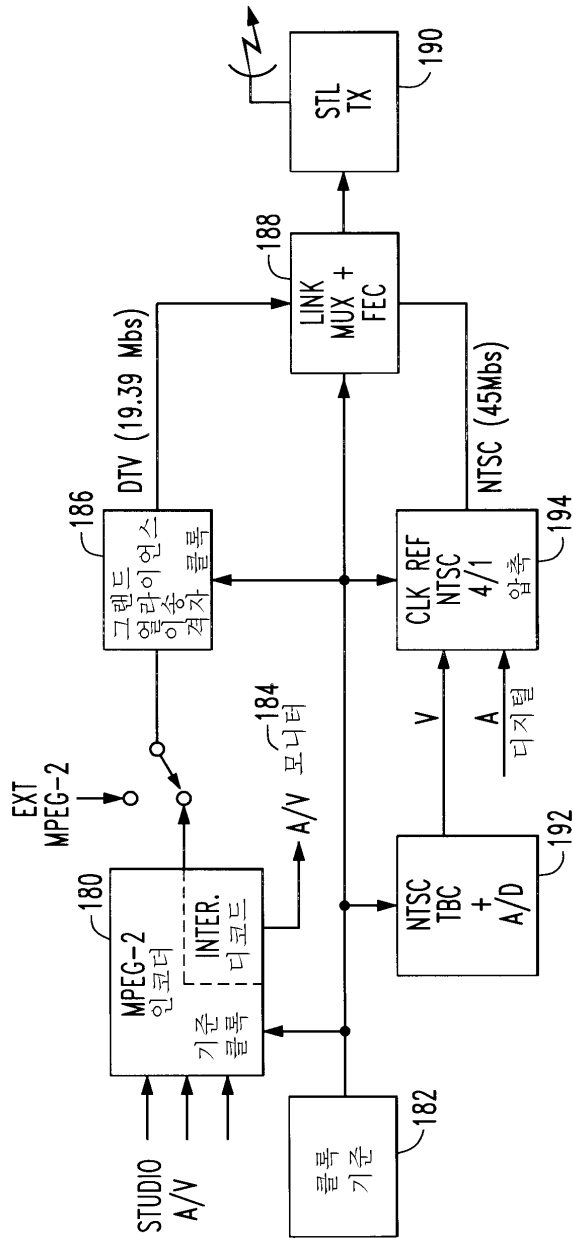 STUDIO
A/V
180
MPEG-2
인코더
INTER.
디코드
기준
클록
EXT
MPEG-2
A/V 모니터
184
186
그랜드
얼라이언스
전송
이격자 클록
DTV (19.39 Mbs)
182
클록
기준
188
LINK
MUX +
FEC
STL
TX
190
NTSC
TBC
+
A/D
192
V
A
디지털
CLK REF
NTSC
4/1
압축
194
NTSC (45Mbs)